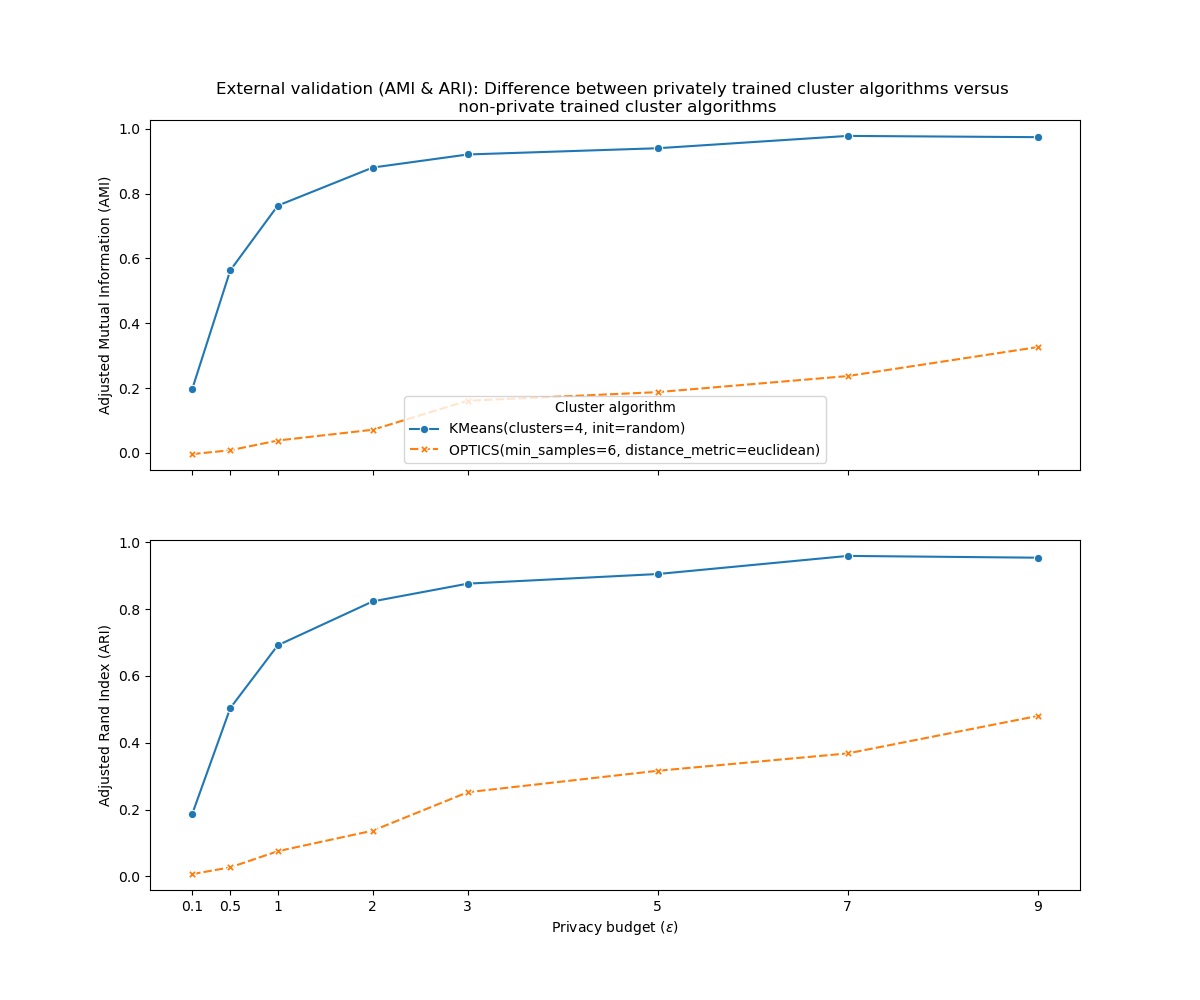 External validation (AMI & ARI): Difference between privately trained cluster algorithms versus
non-private trained cluster algorithms
Adjusted Mutual Information (AMI)
1.0
0.8
0.6
0.4
0.2
0.0
Cluster algorithm
KMeans(clusters=4, init=random)
OPTICS(min_samples=6, distance_metric=euclidean)
Adjusted Rand Index (ARI)
1.0
0.8
0.6
0.4
0.2
0.0
0.1 0.5 1 2 3 5 7 9
Privacy budget (ε)